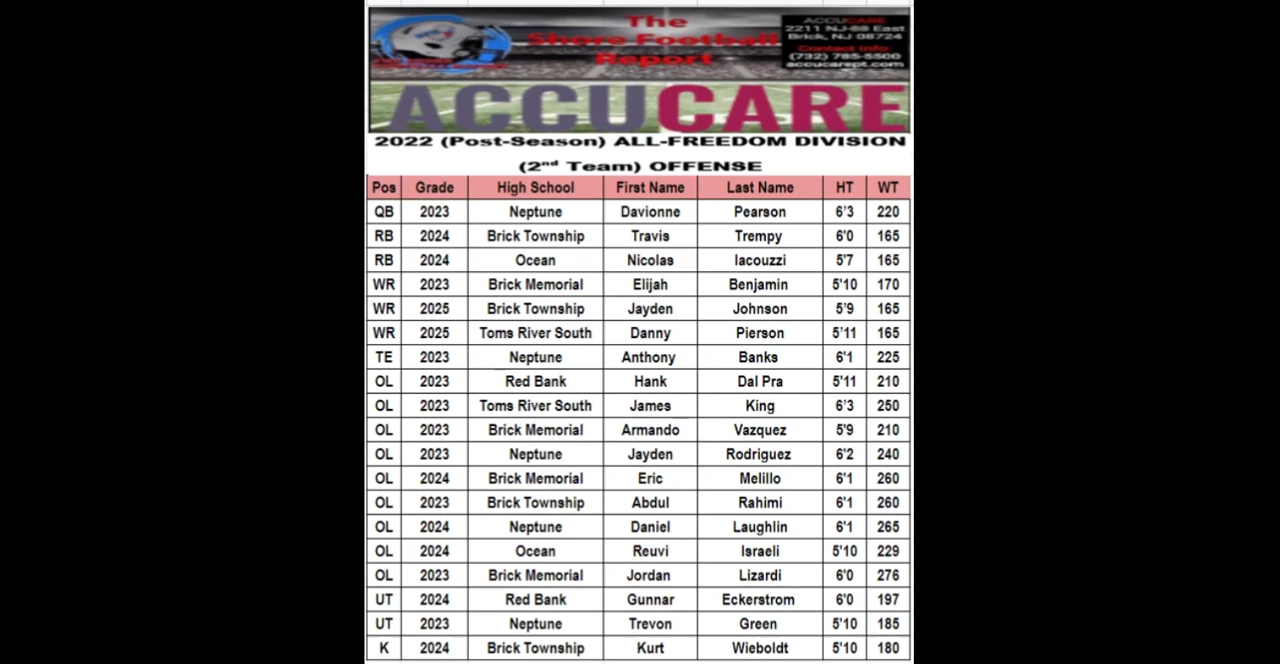 The
Shore Football
Report
ACCUCARE
2211 NJ-88 East
Brick, NJ 08724
Contact Info:
(732) 785-5500
accucarept.com
ACCUCARE
2022 (Post-Season) ALL-FREEDOM DIVISION
(2nd Team) OFFENSE
Pos Grade High School First Name Last Name HT WT
QB 2023 Neptune Davionne Pearson 6'3 220
RB 2024 Brick Township Travis Trempy 6'0 165
RB 2024 Ocean Nicolas Iacouzzi 5'7 165
WR 2023 Brick Memorial Elijah Benjamin 5'10 170
WR 2025 Brick Township Jayden Johnson 5'9 165
WR 2025 Toms River South Danny Pierson 5'11 165
TE 2023 Neptune Anthony Banks 6'1 225
OL 2023 Red Bank Hank Dal Pra 5'11 210
OL 2023 Toms River South James King 6'3 250
OL 2023 Brick Memorial Armando Vazquez 5'9 210
OL 2023 Neptune Jayden Rodriguez 6'2 240
OL 2024 Brick Memorial Eric Melillo 6'1 260
OL 2023 Brick Township Abdul Rahimi 6'1 260
OL 2024 Neptune Daniel Laughlin 6'1 265
OL 2024 Ocean Reuvi Israeli 5'10 229
OL 2023 Brick Memorial Jordan Lizardi 6'0 276
UT 2024 Red Bank Gunnar Eckerstrom 6'0 197
UT 2023 Neptune Trevon Green 5'10 185
K 2024 Brick Township Kurt Wieboldt 5'10 180